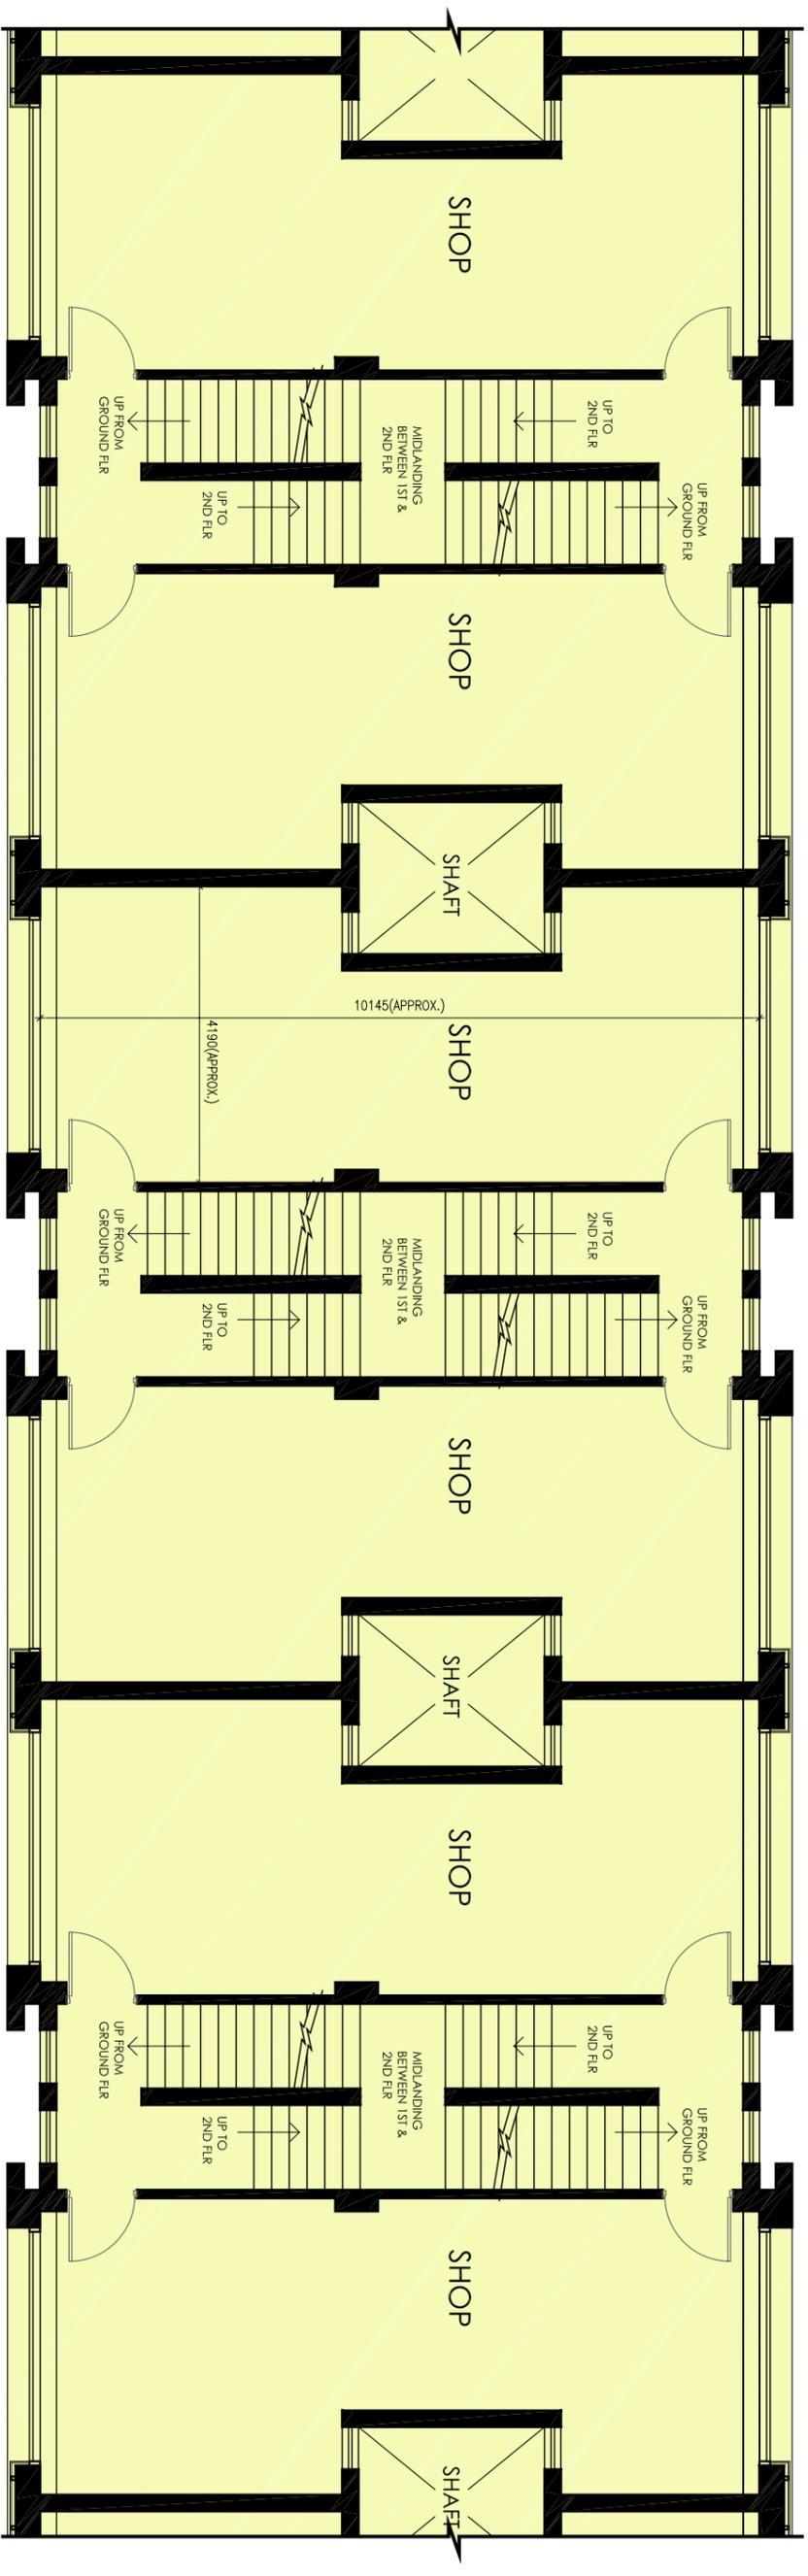 SHOP
UP FROM
GROUND FLR
MIDLANDING
BETWEEN 1ST &
2ND FLR
UP TO
2ND FLR
UP TO
2ND FLR
UP FROM
GROUND FLR
SHOP
SHAFT
10145(APPROX.)
4190(APPROX.)
SHOP
UP FROM
GROUND FLR
MIDLANDING
BETWEEN 1ST &
2ND FLR
UP TO
2ND FLR
UP TO
2ND FLR
UP FROM
GROUND FLR
SHOP
SHAFT
SHOP
UP FROM
GROUND FLR
MIDLANDING
BETWEEN 1ST &
2ND FLR
UP TO
2ND FLR
UP TO
2ND FLR
UP FROM
GROUND FLR
SHOP
SHAFT